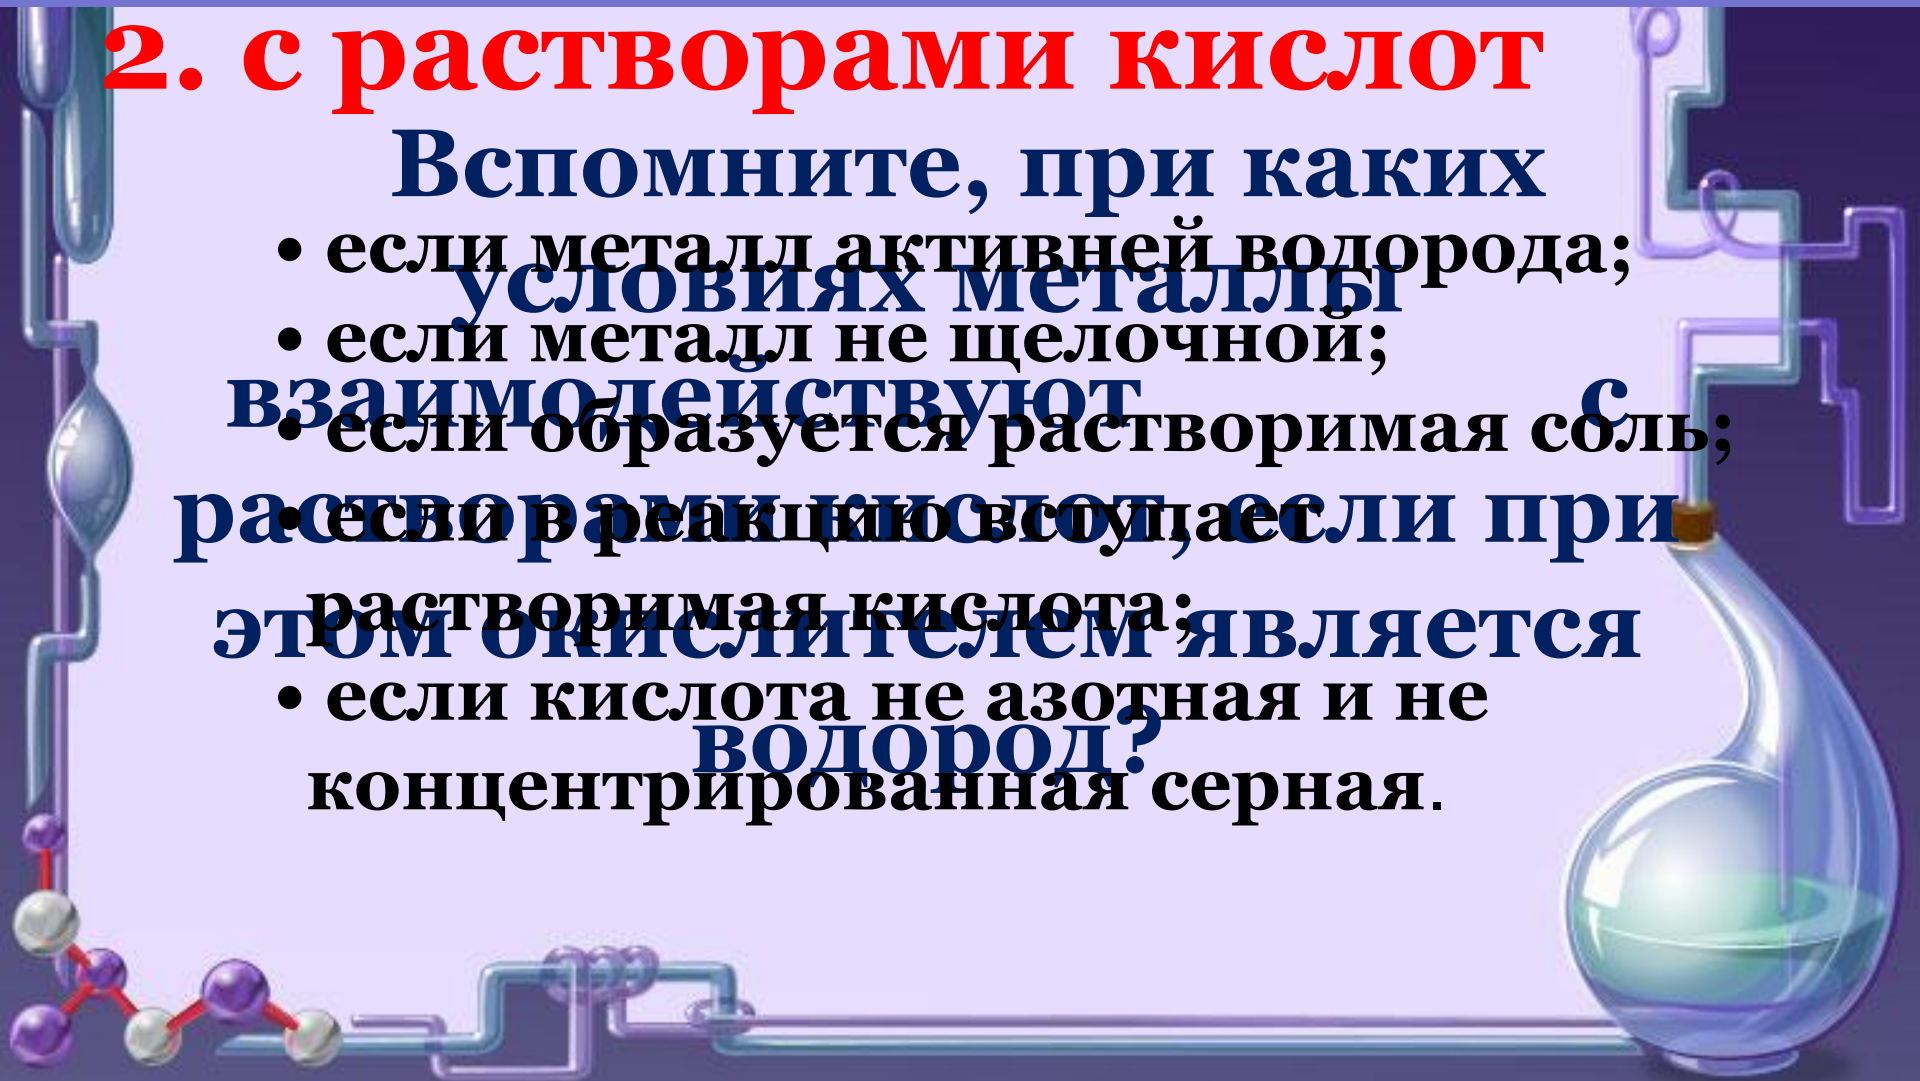 2. с растворами кислот
Вспомните, при каких
условиях металлы
взаимодействуют с
растворами кислот, если при
этом окислителем является
водород?
• если металл активней водорода;
• если металл не щелочной;
• если образуется растворимая соль;
• если в реакцию вступает
растворимая кислота;
• если кислота не азотная и не
концентрированная серная.